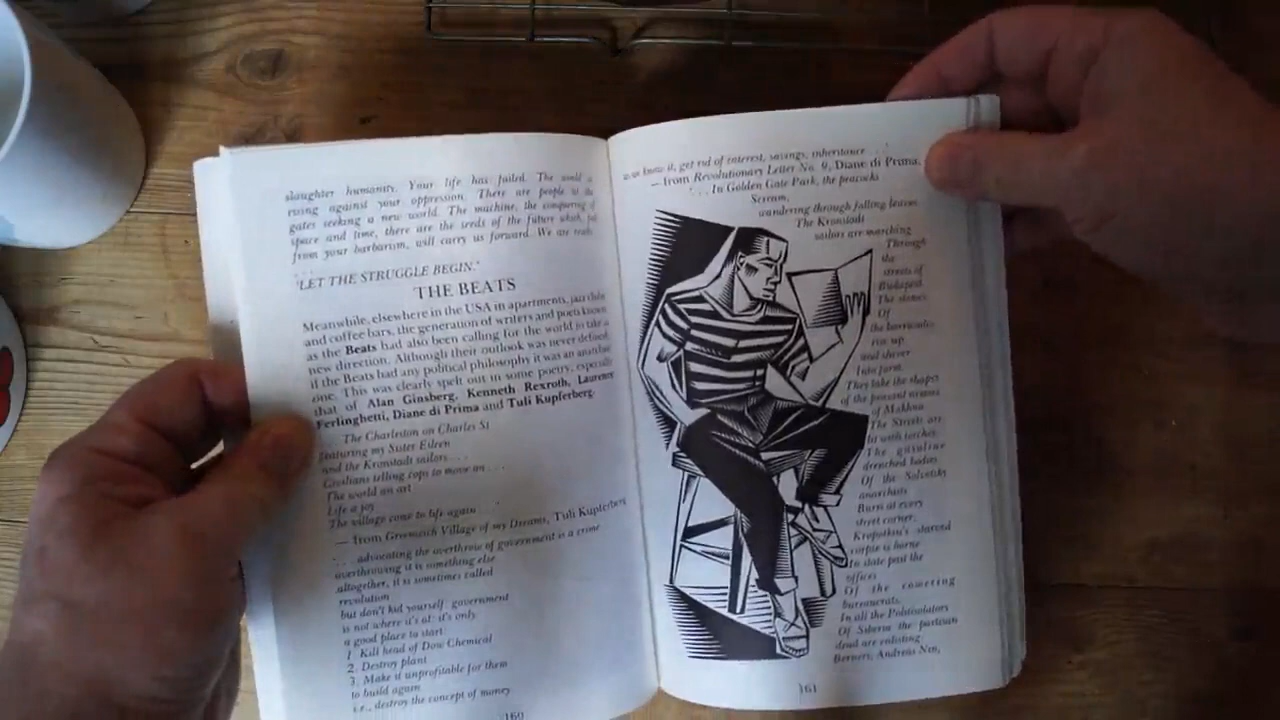 slaughter humanity. Your life has failed. The world is
rising against your oppression. There are people at the
gates seeking a new world. The machine, the conquering of
space and time, these are the seeds of the future which, put
from your barbarism, will carry us forward. We are ready
. . .
'LET THE STRUGGLE BEGIN.'
THE BEATS
Meanwhile, elsewhere in the USA in apartments, jazz clubs
and coffee bars, the generation of writers and poets known
as the Beats had also been calling for the world to take a
new direction. Although their outlook was never defined,
if the Beats had any political philosophy it was an anarchist
one. This was clearly spelt out in some poetry, especially
that of Alan Ginsberg, Kenneth Rexroth, Laurence
Ferlinghetti, Diane di Prima and Tuli Kupferberg.
The Charleston on Charles St
featuring my Sister Eileen
and the Kronstadt sailors . . .
Civilians telling cops to move on . . .
The world an art
Life a joy
The village come to life again
— from Greenwich Village of my Dreams, Tuli Kupferberg
. . . advocating the overthrow of government is a crime
overthrowing it is something else
altogether, it is sometimes called
revolution
but don't kid yourself: government
is not where it's at: it's only
a good place to start:
1. Kill head of Dow Chemical
2. Destroy plant
3. Make it unprofitable for them
to build again
i.e., destroy the concept of money
160
as we know it, get rid of interest, savings, inheritance . . .'
— from Revolutionary Letter No. 9, Diane di Prima.
'. . . In Golden Gate Park, the peacocks
Scream,
wandering through falling leaves
The Kronstadt
sailors are marching
Through
the
streets of
Budapest.
The stones
Of
the barricades
rise up
and shiver
Into form.
They take the shapes
of the peasant armies
of Makhno
The Streets are
lit with torches.
The gasoline
drenched bodies
Of the Solovetsky
anarchists
Burn at every
street corner.
Kropotkin's starved
corpse is borne
In state past the
offices
Of the cowering
bureaucrats.
In all the Politisolators
Of Siberia the partisan
dead are enlisting.
Berneri, Andreas Nin,
161